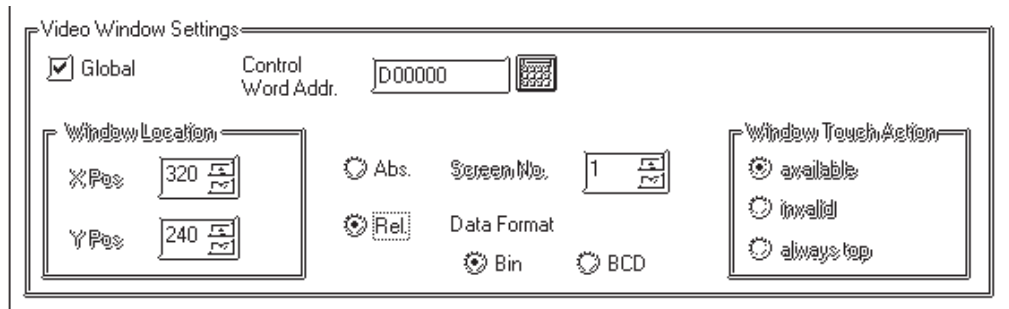 Video Window Settings
Global
Control
Word Addr.
D00000
Window Location
X Pos
320
Y Pos
240
Abs.
Rel.
Screen No.
1
Data Format
Bin
BCD
Window Touch Action
available
invalid
always top